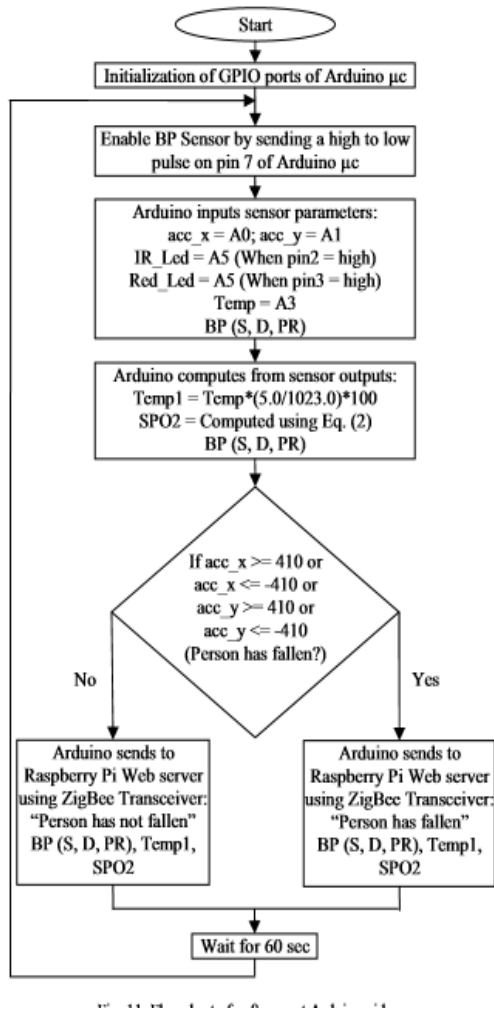 Start
Initialization of GPIO ports of Arduino µc
Enable BP Sensor by sending a high to low
pulse on pin 7 of Arduino µc
Arduino inputs sensor parameters:
acc_x = A0; acc_y = A1
IR_Led = A5 (When pin2 = high)
Red_Led = A5 (When pin3 = high)
Temp = A3
BP (S, D, PR)
Arduino computes from sensor outputs:
Temp1 = Temp*(5.0/1023.0)*100
SPO2 = Computed using Eq. (2)
BP (S, D, PR)
If acc_x >= 410 or
acc_x <= -410 or
acc_y >= 410 or
acc_y <= -410
(Person has fallen?)
No
Yes
Arduino sends to
Raspberry Pi Web server
using ZigBee Transceiver:
“Person has not fallen”
BP (S, D, PR), Temp1,
SPO2
Arduino sends to
Raspberry Pi Web server
using ZigBee Transceiver:
“Person has fallen”
BP (S, D, PR), Temp1,
SPO2
Wait for 60 sec